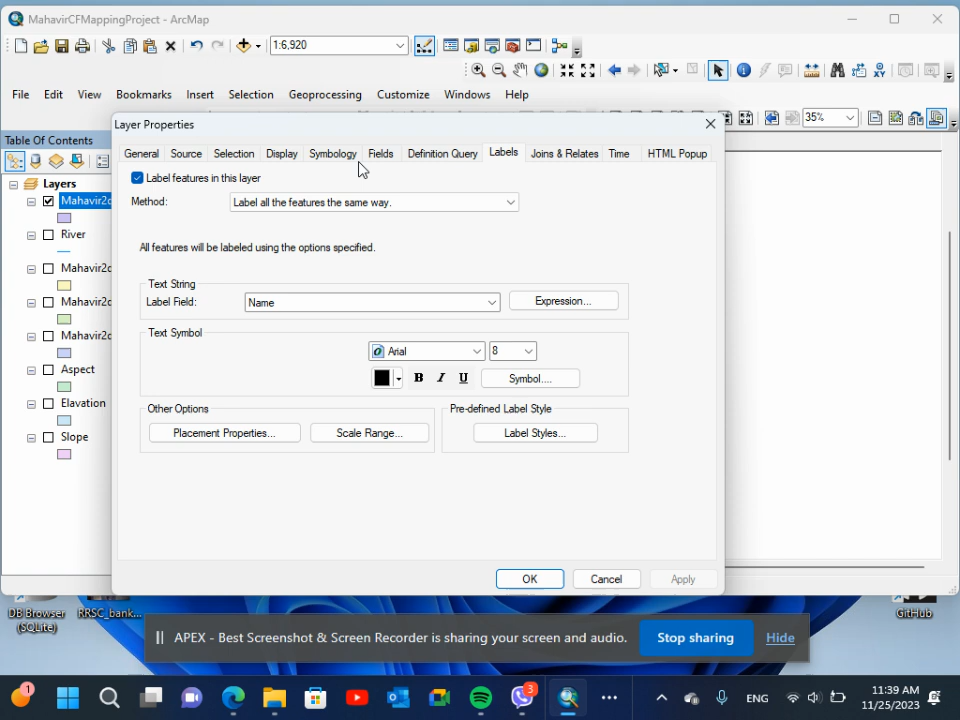 MahavirCFMappingProject - ArcMap
1:6,920
File Edit View Bookmarks Insert Selection Geoprocessing Customize Windows Help
35%
Table Of Contents
Layers
Mahavir2c
River
Mahavir2c
Mahavir2c
Mahavir2c
Aspect
Elavation
Slope
Layer Properties
General Source Selection Display Symbology Fields Definition Query Labels Joins & Relates Time HTML Popup
Label features in this layer
Method: Label all the features the same way.
All features will be labeled using the options specified.
Text String
Label Field: Name Expression...
Text Symbol
Arial 8
B I U Symbol....
Other Options
Placement Properties... Scale Range...
Pre-defined Label Style
Label Styles...
OK Cancel Apply
DB Browser
(SQLite)
RRSC_bank...
GitHub
APEX - Best Screenshot & Screen Recorder is sharing your screen and audio. Stop sharing Hide
1
3
ENG
11:39 AM
11/25/2023